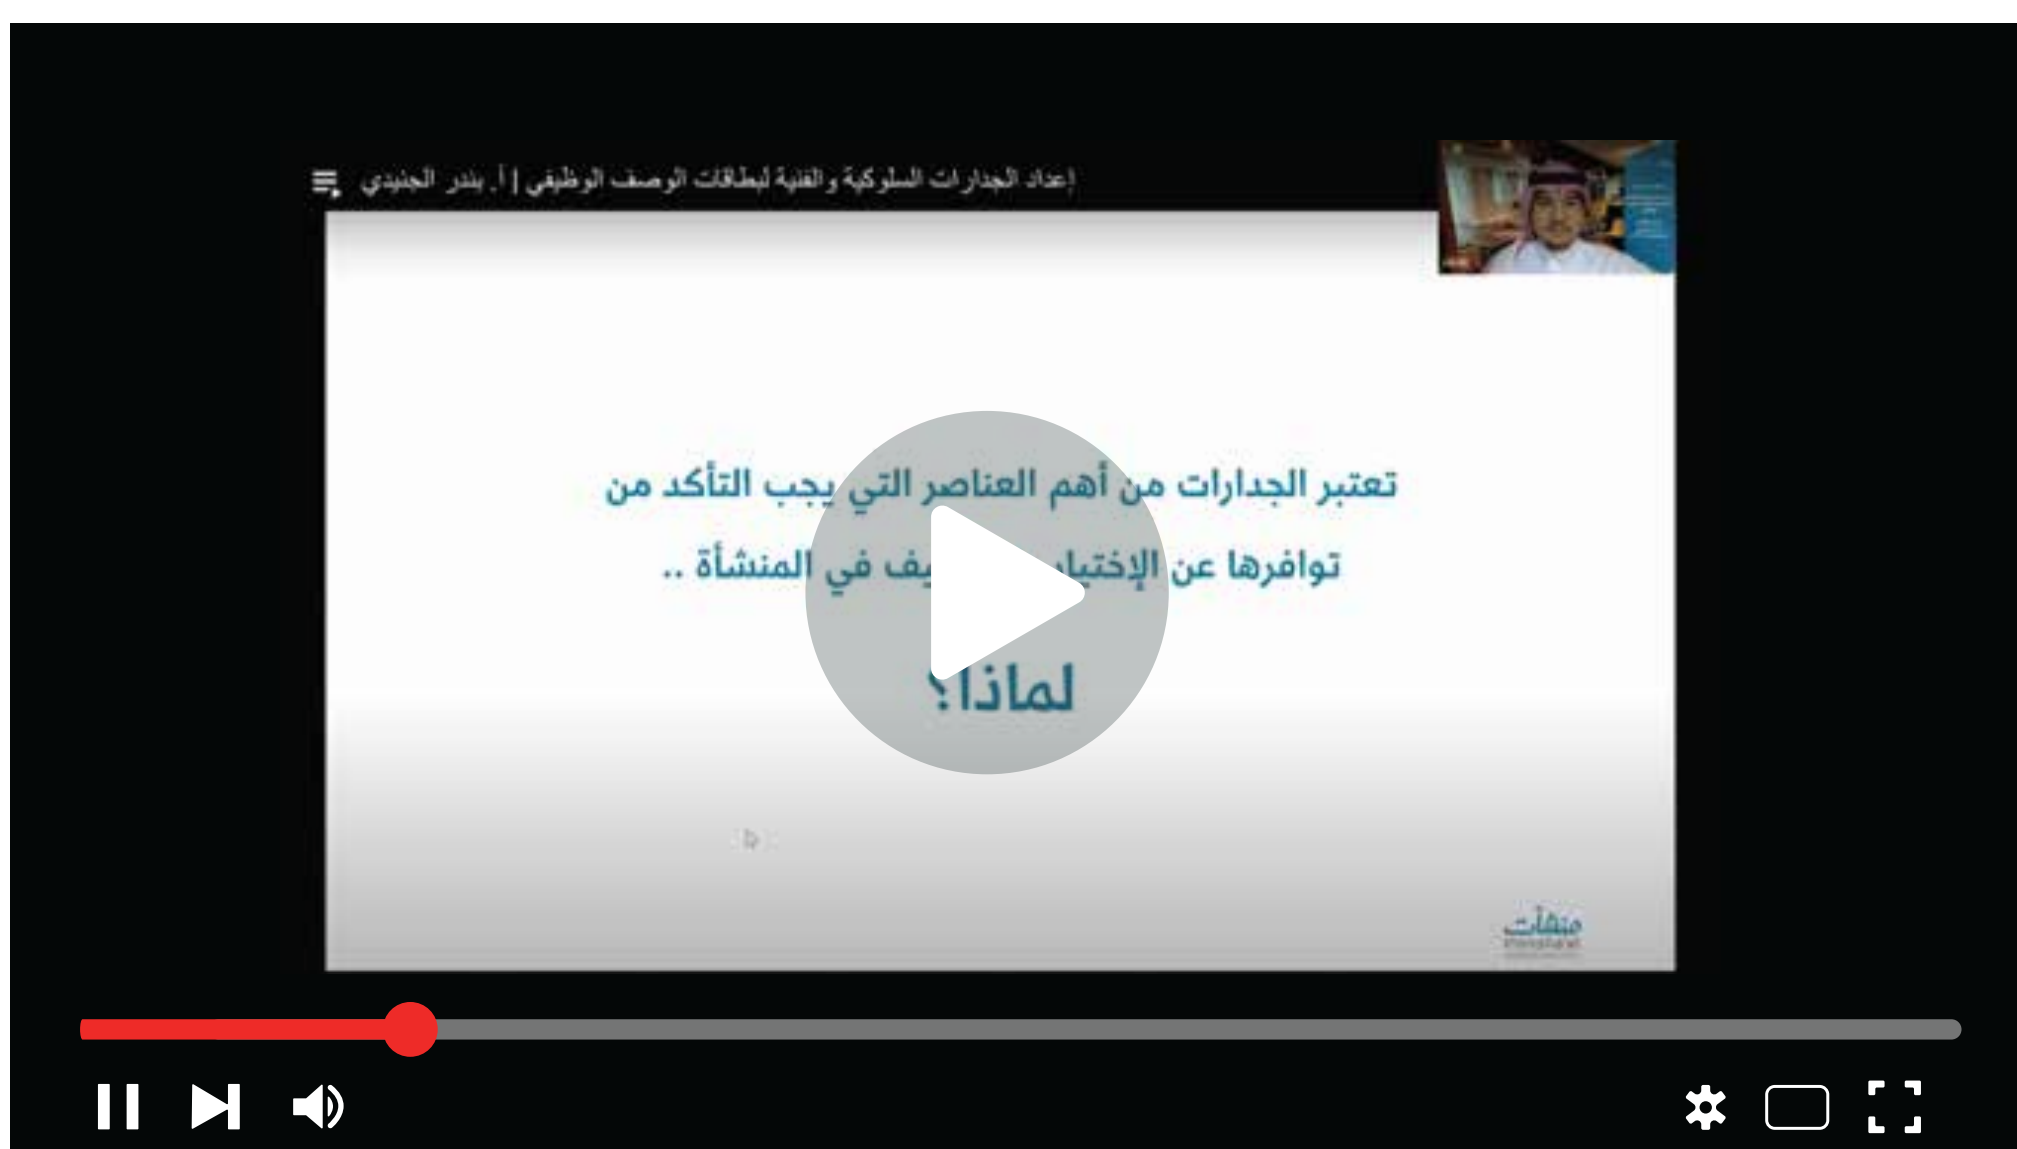 إعداد الجدارات السلوكية والفنية لبطاقات الوصف الوظيفي | أ. بندر الجنيدي
تعتبر الجدارات من أهم العناصر التي يجب التأكد من
توافرها عن الإختيار يف في المنشأة ..
لماذا؟
منشآت